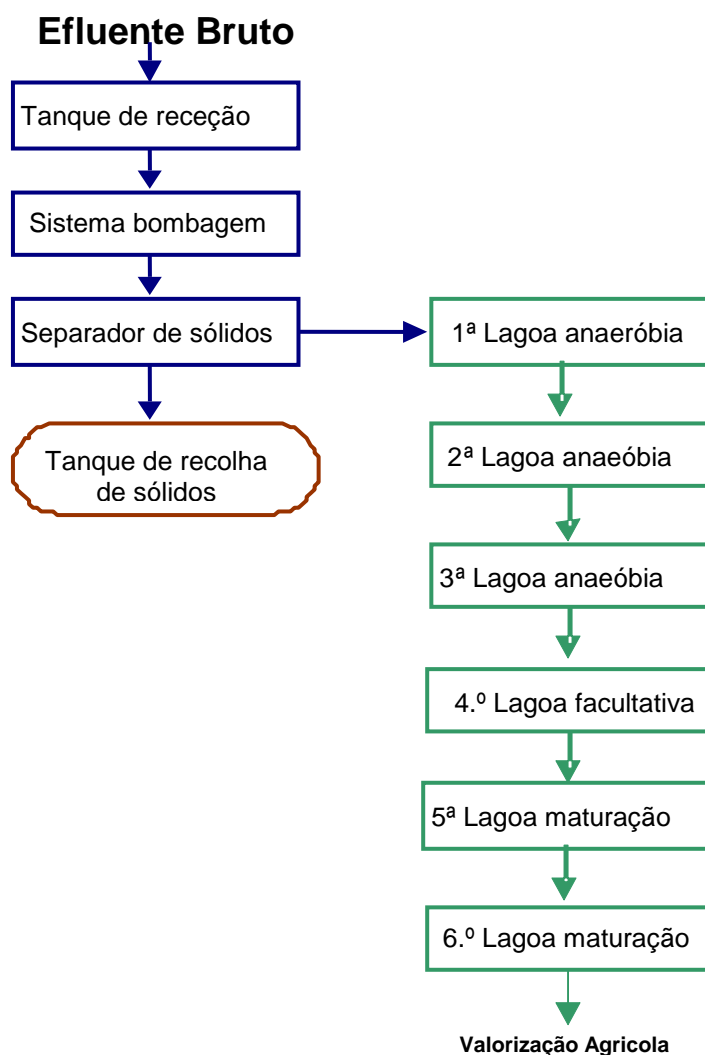 Efluente Bruto
Tanque de receção
Sistema bombagem
Separador de sólidos
Tanque de recolha
de sólidos
1ª Lagoa anaeróbia
2ª Lagoa anaeóbia
3ª Lagoa anaeóbia
4.º Lagoa facultativa
5ª Lagoa maturação
6.º Lagoa maturação
Valorização Agricola